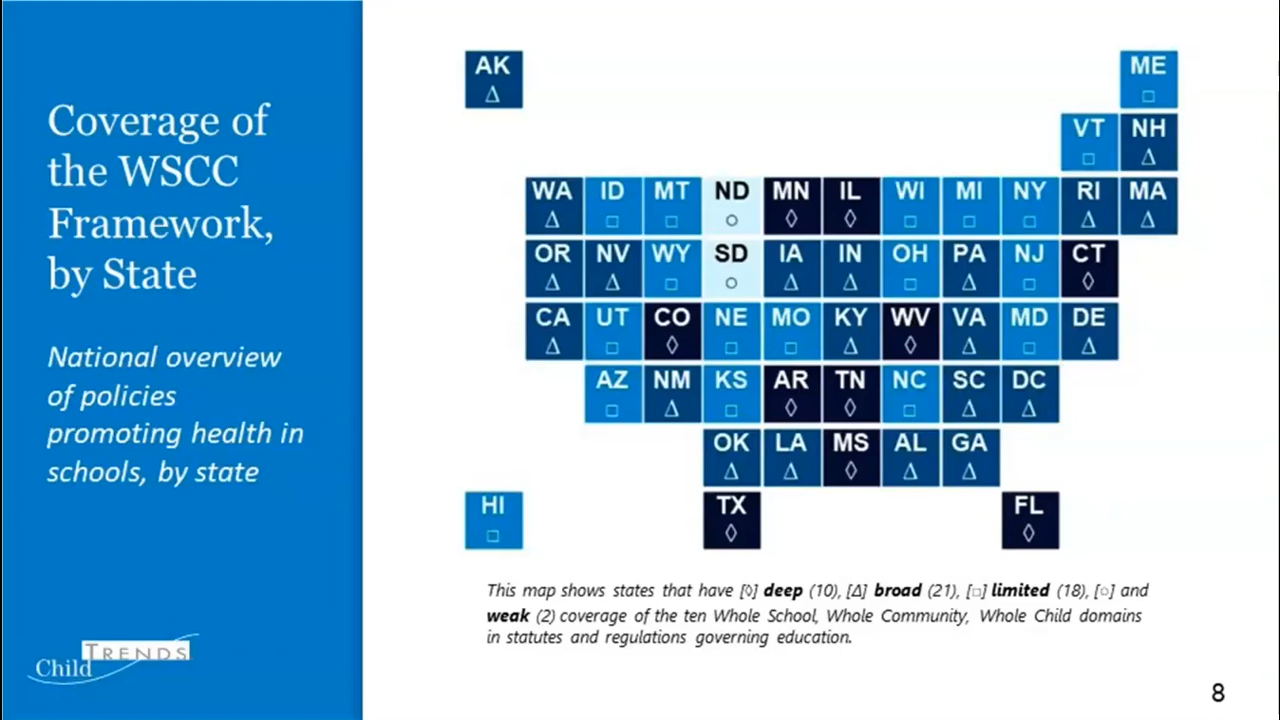 Coverage of
the WSCC
Framework,
by State
National overview
of policies
promoting health in
schools, by state
Child TRENDS
AK
Δ
ME
□
VT NH
□ Δ
WA ID MT ND MN IL WI MI NY RI MA
Δ □ □ ○ ◊ ◊ □ □ □ Δ Δ
OR NV WY SD IA IN OH PA NJ CT
Δ Δ □ ○ Δ Δ □ Δ □ ◊
CA UT CO NE MO KY WV VA MD DE
Δ □ ◊ □ □ Δ ◊ Δ □ Δ
AZ NM KS AR TN NC SC DC
□ Δ □ ◊ ◊ □ Δ Δ
OK LA MS AL GA
Δ Δ ◊ Δ Δ
HI TX FL
□ ◊ ◊
This map shows states that have [◊] deep (10), [Δ] broad (21), [□] limited (18), [○] and
weak (2) coverage of the ten Whole School, Whole Community, Whole Child domains
in statutes and regulations governing education.
8